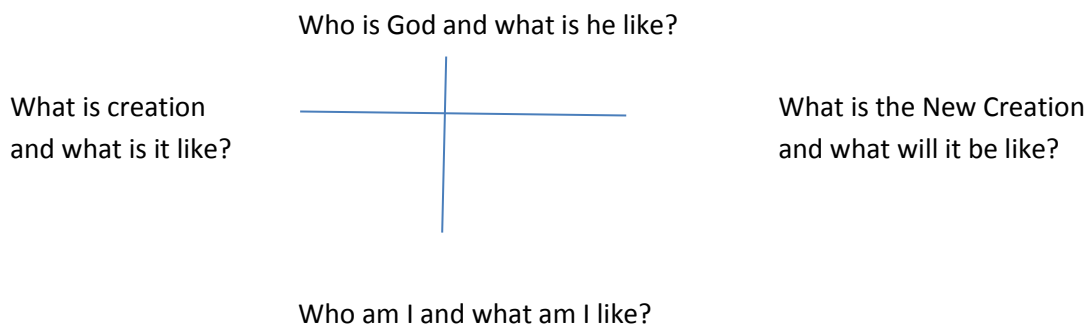 Who is God and what is he like?
What is creation
and what is it like?
What is the New Creation
and what will it be like?
Who am I and what am I like?